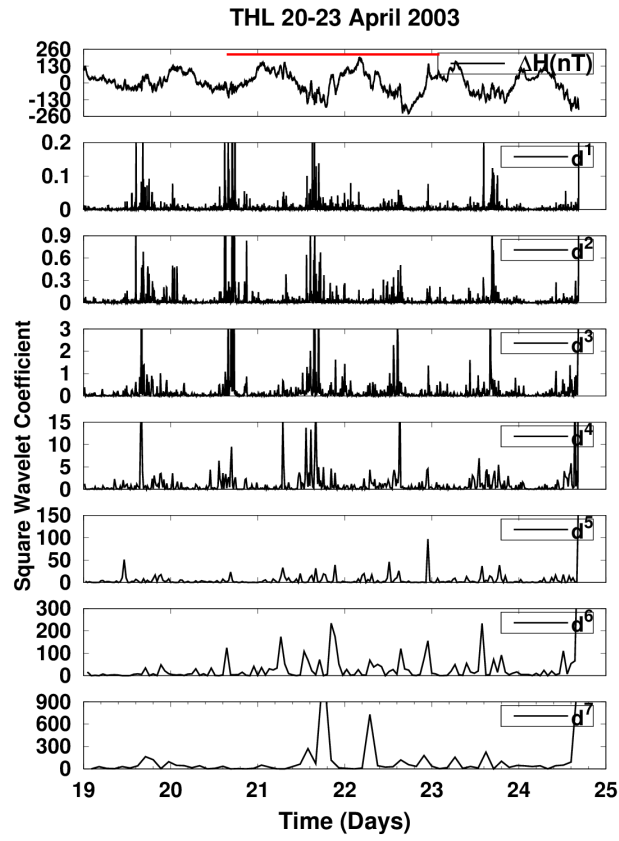 THL 20-23 April 2003
260
130
0
-130
-260
ΔH(nT)
0.2
0.1
0
d¹
0.9
0.6
0.3
0
d²
3
2
1
0
d³
15
10
5
0
d⁴
150
100
50
0
d⁵
300
200
100
0
d⁶
900
600
300
0
d⁷
Square Wavelet Coefficient
19 20 21 22 23 24 25
Time (Days)